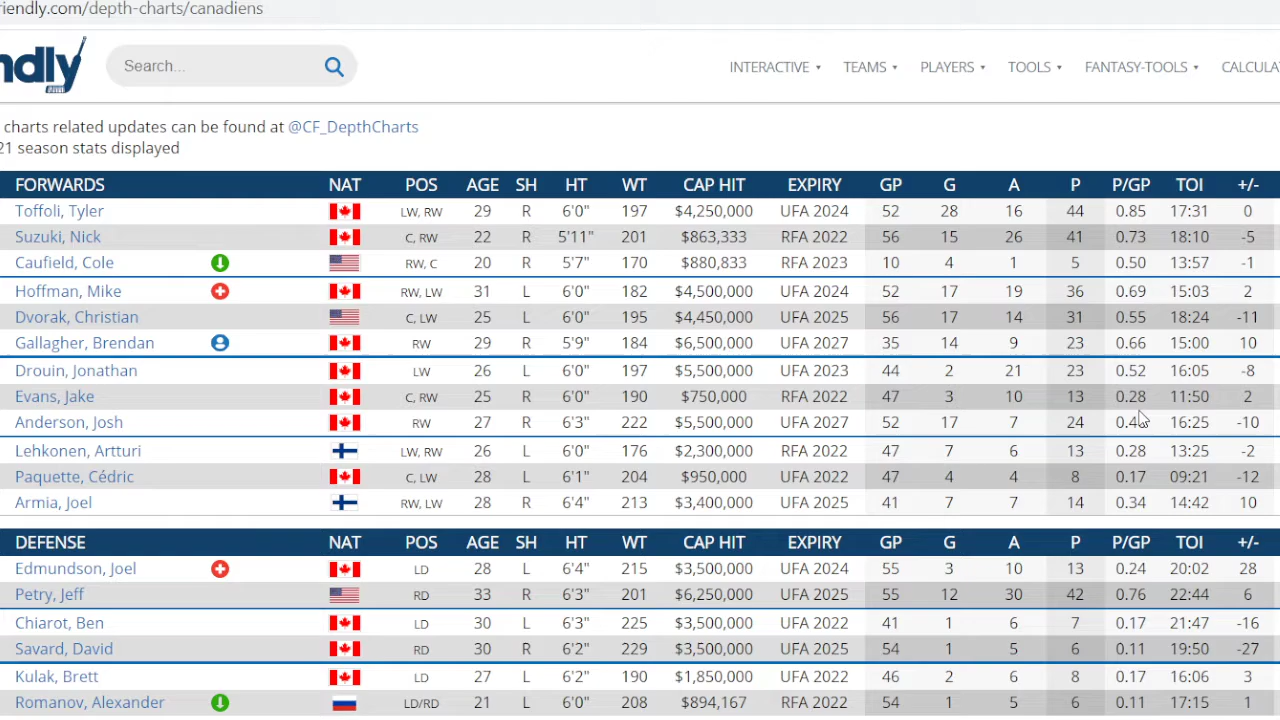 riendly.com/depth-charts/canadiens
ndly Search... INTERACTIVE TEAMS PLAYERS TOOLS FANTASY-TOOLS CALCULA
charts related updates can be found at @CF_DepthCharts
21 season stats displayed
FORWARDS NAT POS AGE SH HT WT CAP HIT EXPIRY GP G A P P/GP TOI +/-
Toffoli, Tyler LW, RW 29 R 6'0" 197 $4,250,000 UFA 2024 52 28 16 44 0.85 17:31 0
Suzuki, Nick C, RW 22 R 5'11" 201 $863,333 RFA 2022 56 15 26 41 0.73 18:10 -5
Caufield, Cole RW, C 20 R 5'7" 170 $880,833 RFA 2023 10 4 1 5 0.50 13:57 -1
Hoffman, Mike RW, LW 31 L 6'0" 182 $4,500,000 UFA 2024 52 17 19 36 0.69 15:03 2
Dvorak, Christian C, LW 25 L 6'0" 195 $4,450,000 UFA 2025 56 17 14 31 0.55 18:24 -11
Gallagher, Brendan RW 29 R 5'9" 184 $6,500,000 UFA 2027 35 14 9 23 0.66 15:00 10
Drouin, Jonathan LW 26 L 6'0" 197 $5,500,000 UFA 2023 44 2 21 23 0.52 16:05 -8
Evans, Jake C, RW 25 R 6'0" 190 $750,000 UFA 2022 47 3 10 13 0.28 11:50 2
Anderson, Josh RW 27 R 6'3" 222 $5,500,000 UFA 2027 52 17 7 24 16:25 -10
Lehkonen, Artturi LW, RW 26 L 6'0" 176 $2,300,000 RFA 2022 47 7 6 13 0.28 13:25 -2
Paquette, Cédric C, LW 28 L 6'1" 204 $950,000 UFA 2022 47 4 4 8 0.17 09:21 -12
Armia, Joel RW, LW 28 R 6'4" 213 $3,400,000 UFA 2025 41 7 7 14 0.34 14:42 10
DEFENSE NAT POS AGE SH HT WT CAP HIT EXPIRY GP G A P P/GP TOI +/-
Edmundson, Joel LD 28 L 6'4" 215 $3,500,000 UFA 2024 55 3 10 13 0.24 20:02 28
Petry, Jeff RD 33 R 6'3" 201 $6,250,000 UFA 2025 55 12 30 42 0.76 22:44 6
Chiarot, Ben LD 30 L 6'3" 225 $3,500,000 UFA 2022 41 1 6 7 0.17 21:47 -16
Savard, David RD 30 R 6'2" 229 $3,500,000 UFA 2025 54 1 5 6 0.11 19:50 -27
Kulak, Brett LD 27 L 6'2" 190 $1,850,000 UFA 2022 46 2 6 8 0.17 16:06 3
Romanov, Alexander LD/RD 21 L 6'0" 208 $894,167 RFA 2022 54 1 5 6 0.11 17:15 1